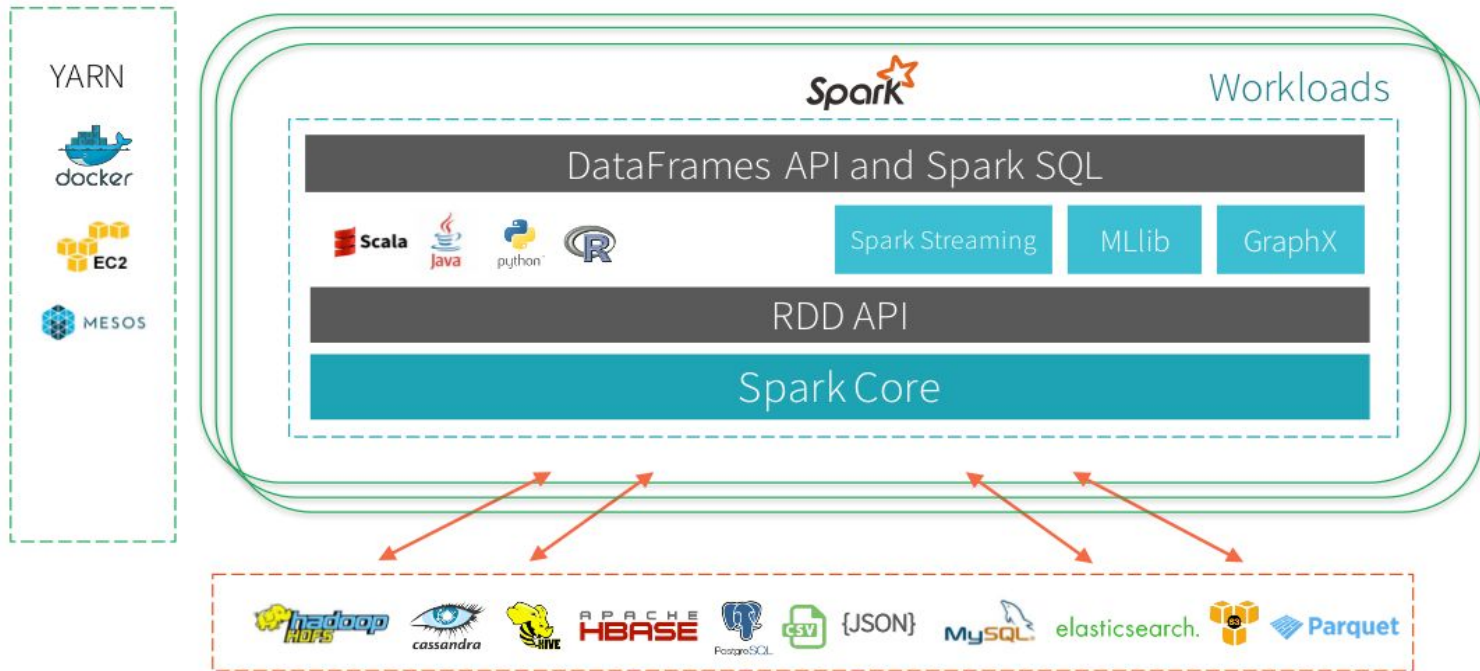 YARN
docker
EC2
MESOS
Spark
Workloads
DataFrames API and Spark SQL
Scala
Java
python
R
Spark Streaming
MLlib
GraphX
RDD API
Spark Core
hadoop
HDFS
cassandra
HIVE
APACHE
HBASE
PostgreSQL
CSV
{JSON}
MySQL
elasticsearch.
S3
Parquet